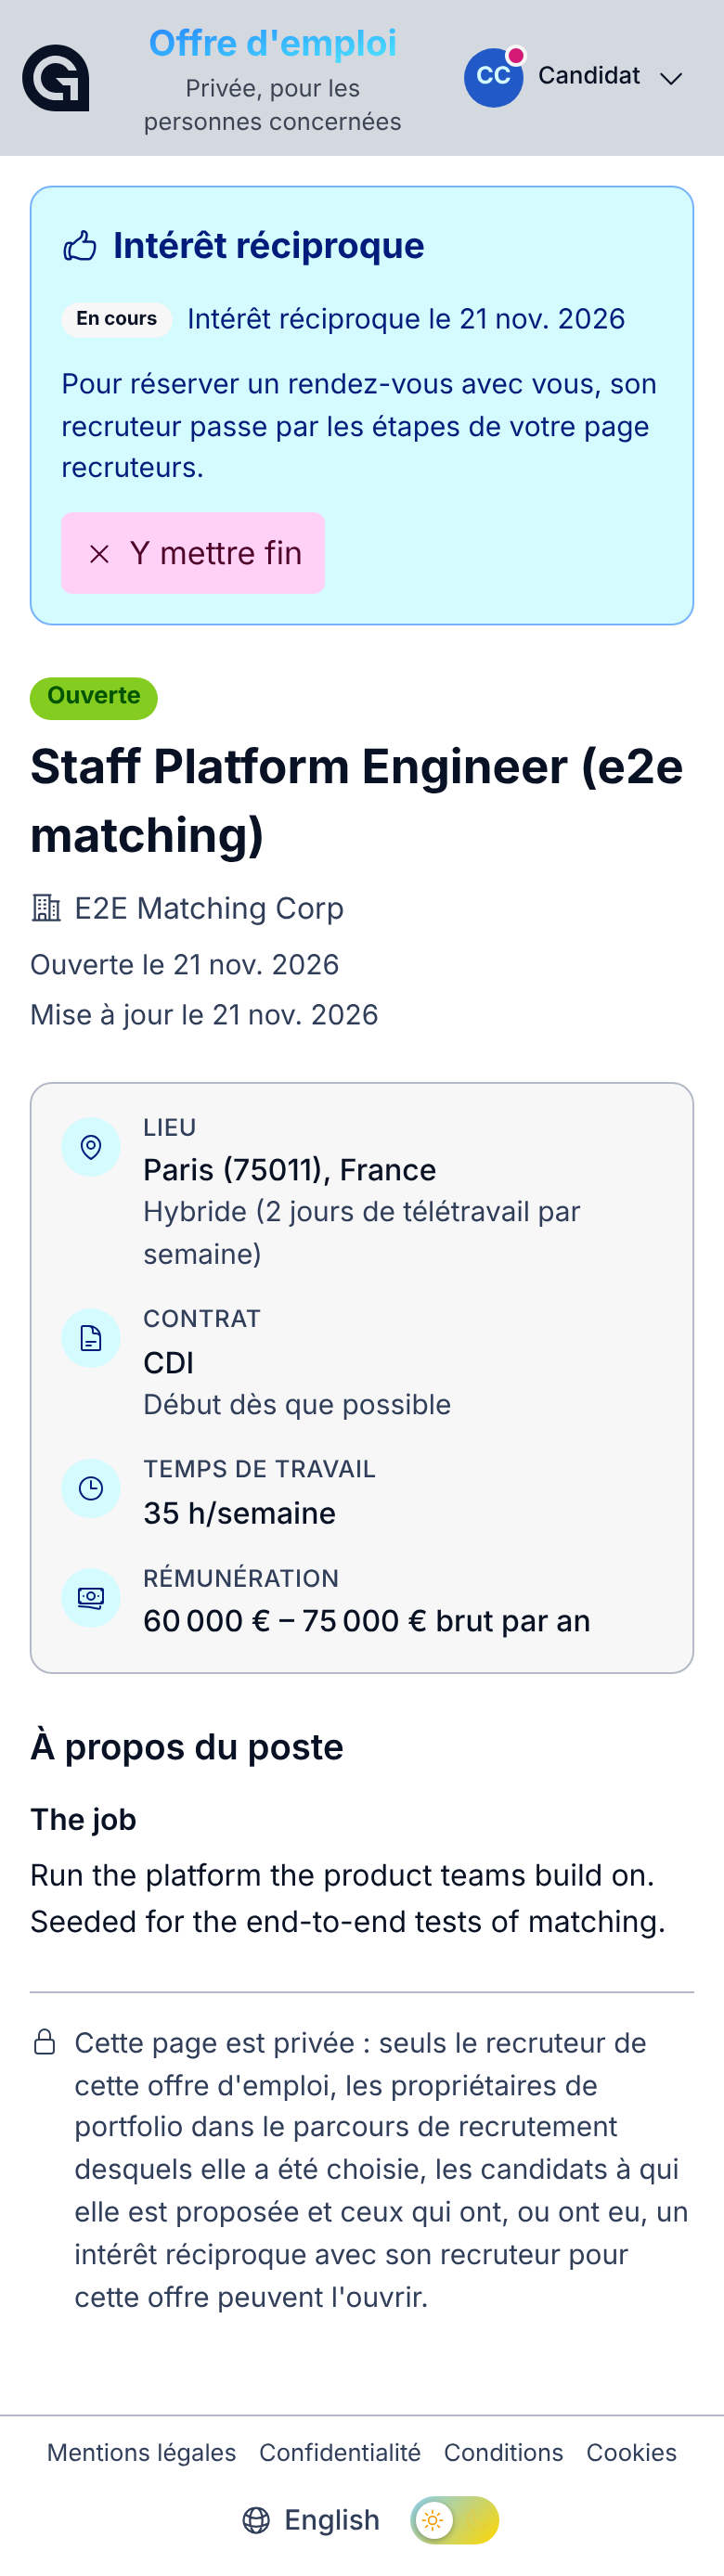 Offre d'emploi
Privée, pour les
personnes concernées
CC
Candidat
Intérêt réciproque
En cours
Intérêt réciproque le 21 nov. 2026
Pour réserver un rendez-vous avec vous, son
recruteur passe par les étapes de votre page
recruteurs.
Y mettre fin
Ouverte
Staff Platform Engineer (e2e
matching)
E2E Matching Corp
Ouverte le 21 nov. 2026
Mise à jour le 21 nov. 2026
LIEU
Paris (75011), France
Hybride (2 jours de télétravail par
semaine)
CONTRAT
CDI
Début dès que possible
TEMPS DE TRAVAIL
35 h/semaine
RÉMUNÉRATION
60 000 € – 75 000 € brut par an
À propos du poste
The job
Run the platform the product teams build on.
Seeded for the end-to-end tests of matching.
Cette page est privée : seuls le recruteur de
cette offre d'emploi, les propriétaires de
portfolio dans le parcours de recrutement
desquels elle a été choisie, les candidats à qui
elle est proposée et ceux qui ont, ou ont eu, un
intérêt réciproque avec son recruteur pour
cette offre peuvent l'ouvrir.
Mentions légales Confidentialité Conditions Cookies
English